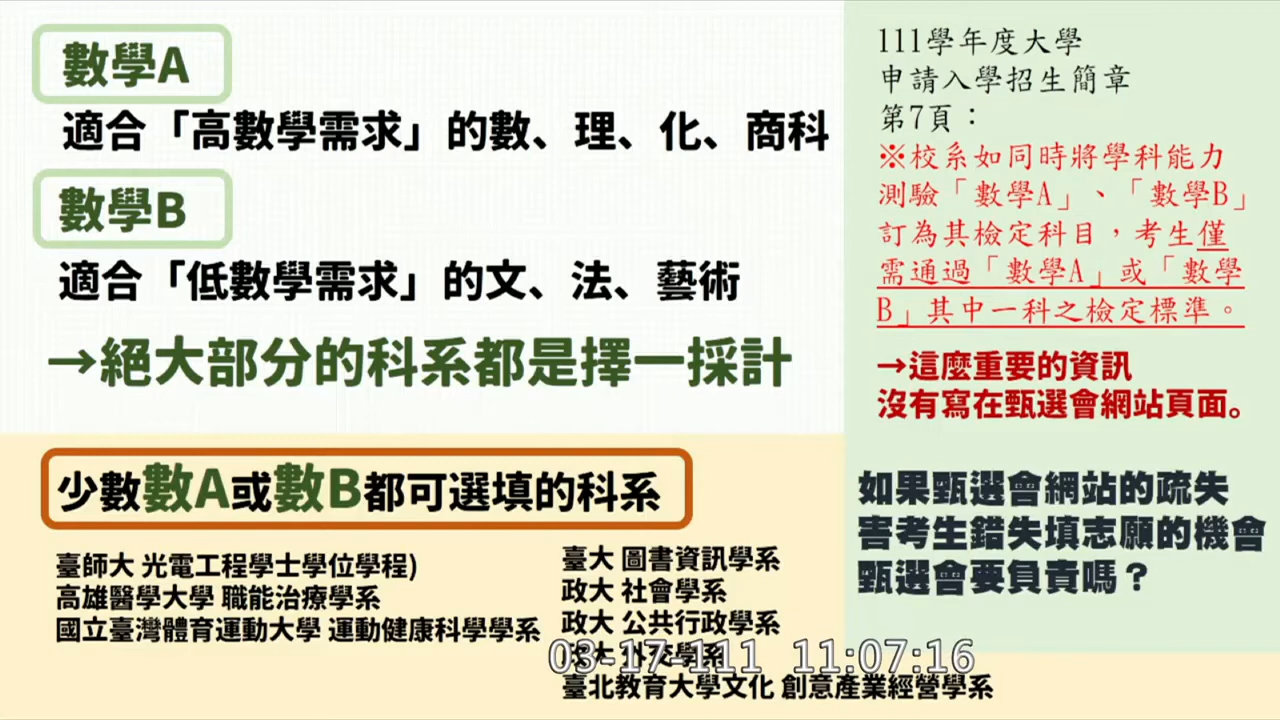 數學A
適合「高數學需求」的數、理、化、商科
數學B
適合「低數學需求」的文、法、藝術
→絕大部分的科系都是擇一採計
少數數A或數B都可選填的科系
臺師大 光電工程學士學位學程)
高雄醫學大學 職能治療學系
國立臺灣體育運動大學 運動健康科學學系
臺大 圖書資訊學系
政大 社會學系
政大 公共行政學系
政大 外交學系
臺北教育大學文化 創意產業經營學系
111學年度大學
申請入學招生簡章
第7頁：
※校系如同時將學科能力
測驗「數學A」、「數學B」
訂為其檢定科目，考生僅
需通過「數學A」或「數學
B」其中一科之檢定標準。
→這麼重要的資訊
沒有寫在甄選會網站頁面。
如果甄選會網站的疏失
害考生錯失填志願的機會
甄選會要負責嗎？
03-17-111 11:07:16